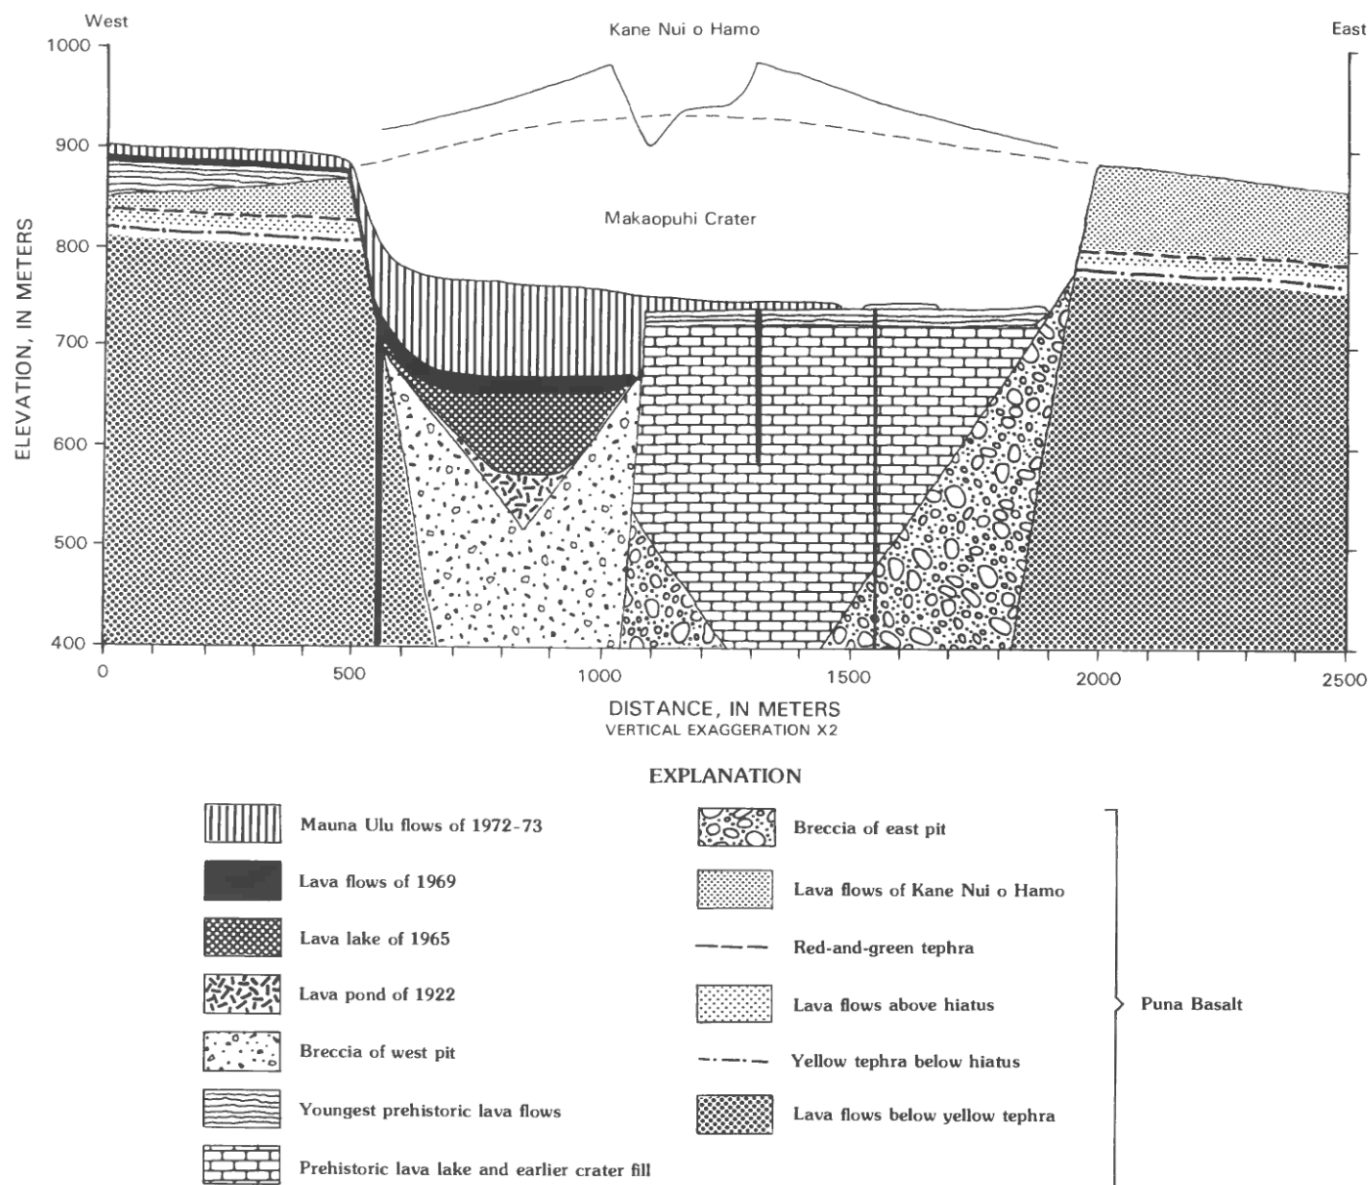 West
Kane Nui o Hamo
East
1000
900
800
700
600
500
400
ELEVATION, IN METERS
Makaopuhi Crater
0
500
1000
1500
2000
2500
DISTANCE, IN METERS
VERTICAL EXAGGERATION X2
EXPLANATION
Mauna Ulu flows of 1972-73
Lava flows of 1969
Lava lake of 1965
Lava pond of 1922
Breccia of west pit
Youngest prehistoric lava flows
Prehistoric lava lake and earlier crater fill
Breccia of east pit
Lava flows of Kane Nui o Hamo
Red-and-green tephra
Lava flows above hiatus
Yellow tephra below hiatus
Lava flows below yellow tephra
Puna Basalt